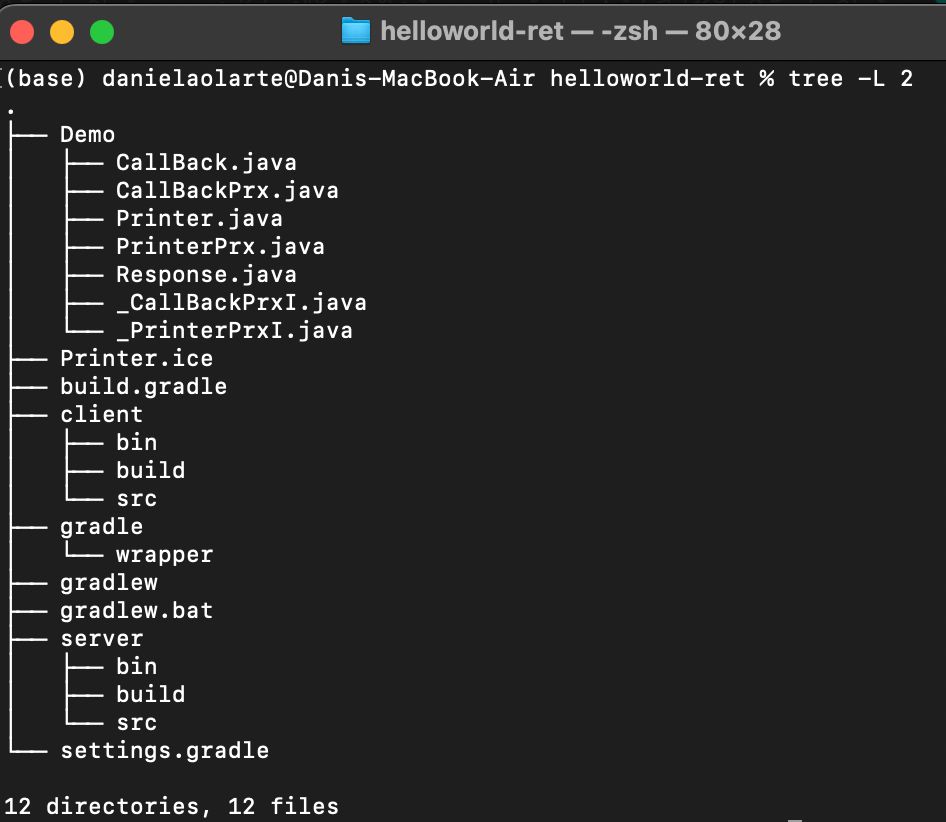 helloworld-ret — -zsh — 80×28
(base) danielaolarte@Danis-MacBook-Air helloworld-ret % tree -L 2
.
├── Demo
│   ├── CallBack.java
│   ├── CallBackPrx.java
│   ├── Printer.java
│   ├── PrinterPrx.java
│   ├── Response.java
│   ├── _CallBackPrxI.java
│   └── _PrinterPrxI.java
├── Printer.ice
├── build.gradle
├── client
│   ├── bin
│   ├── build
│   └── src
├── gradle
│   └── wrapper
├── gradlew
├── gradlew.bat
├── server
│   ├── bin
│   ├── build
│   └── src
└── settings.gradle
12 directories, 12 files